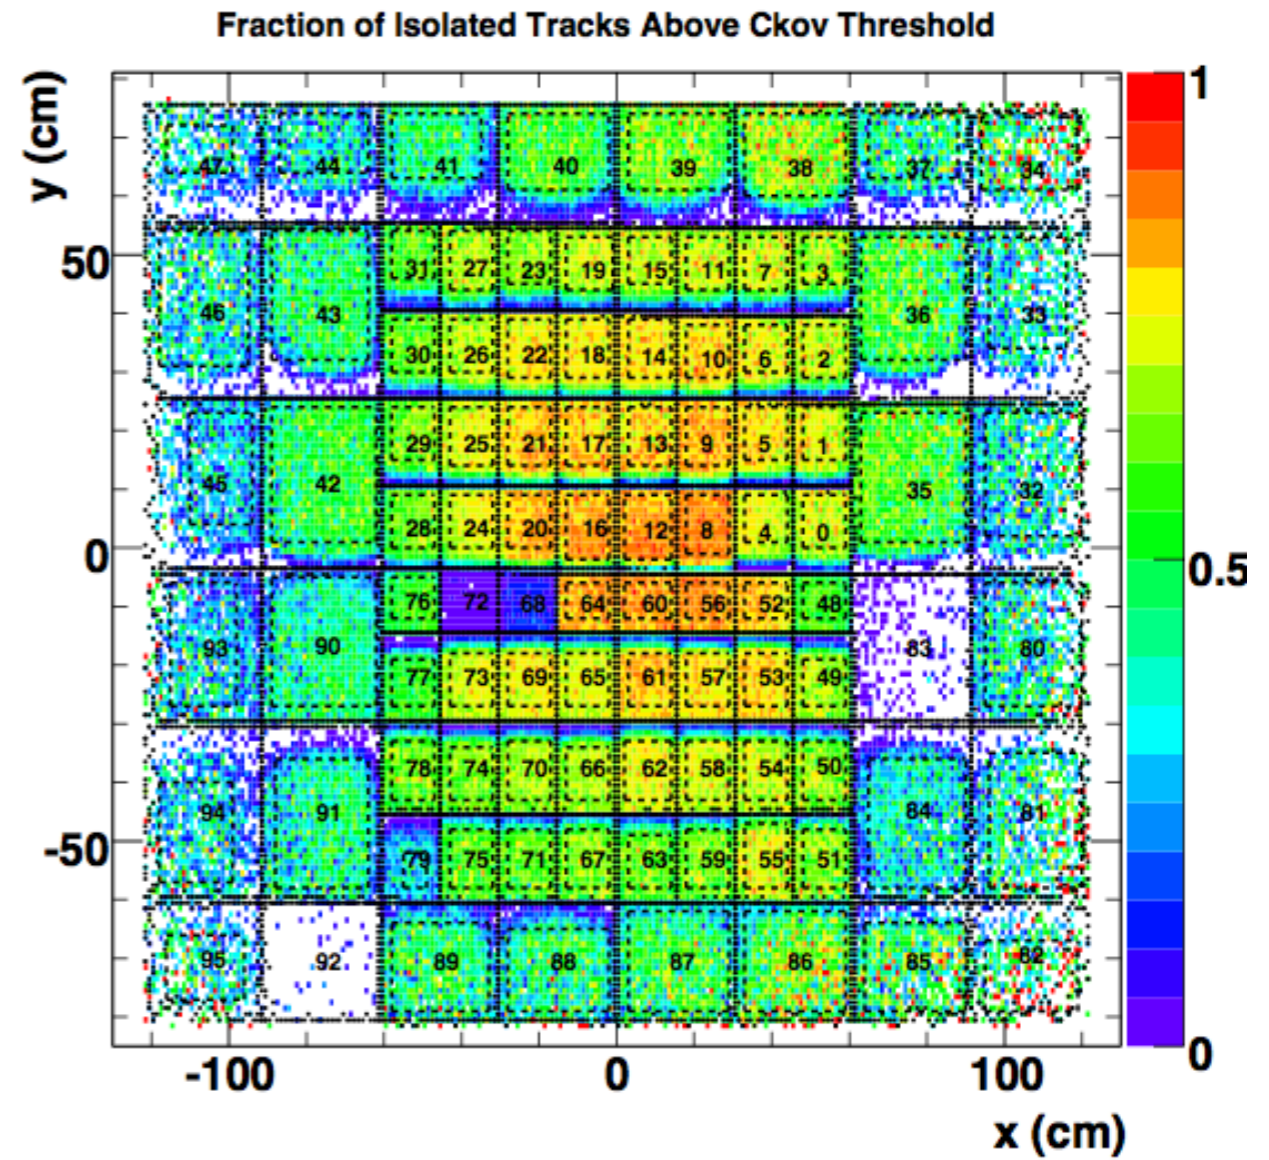 Fraction of Isolated Tracks Above Ckov Threshold
y (cm)
1
47 44 41 40 39 38 37 34
50
31 27 23 19 15 11 7 3
46 43 36 33
30 26 22 18 14 10 6 2
29 25 21 17 13 9 5 1
45 42 35 32
28 24 20 16 12 8 4 0
0
0.5
76 72 68 64 60 56 52 48
93 90 83 80
77 73 69 65 61 57 53 49
78 74 70 66 62 58 54 50
94 91 84 81
-50
79 75 71 67 63 59 55 51
95 92 89 88 87 86 85 82
0
-100 0 100
x (cm)